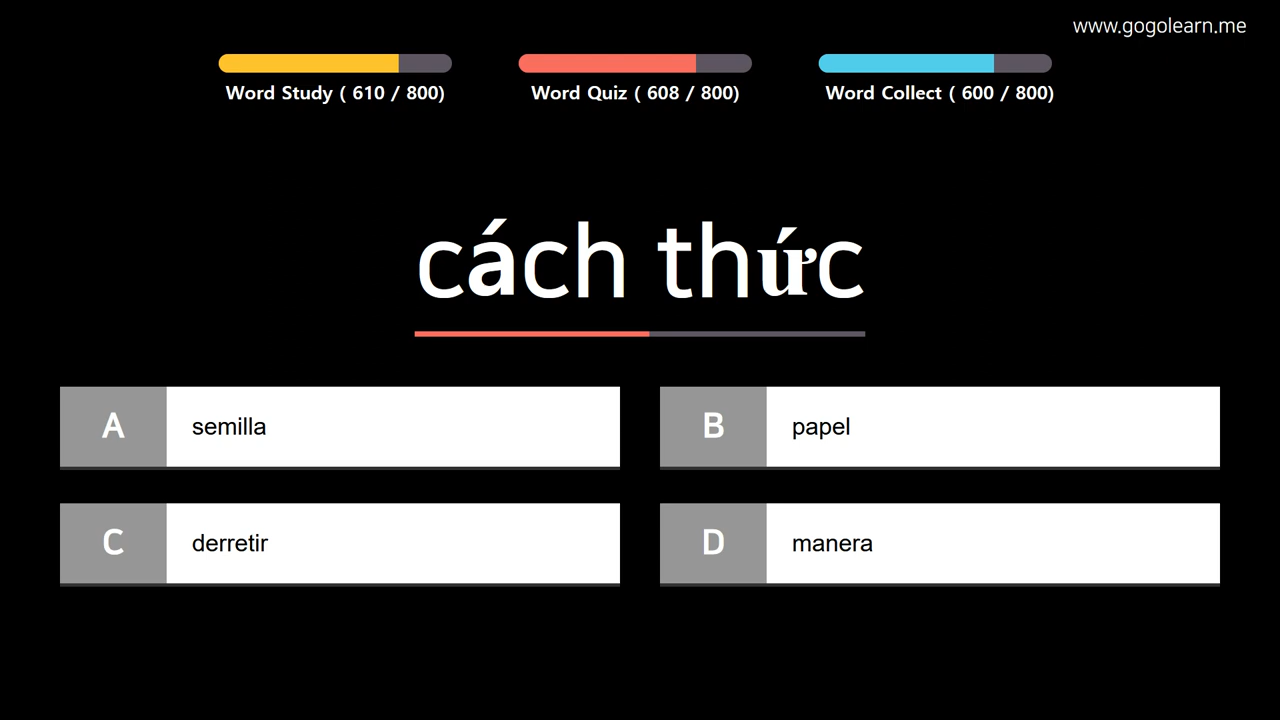 www.gogolearn.me
Word Study ( 610 / 800)
Word Quiz ( 608 / 800)
Word Collect ( 600 / 800)
cách thức
A semilla
B papel
C derretir
D manera